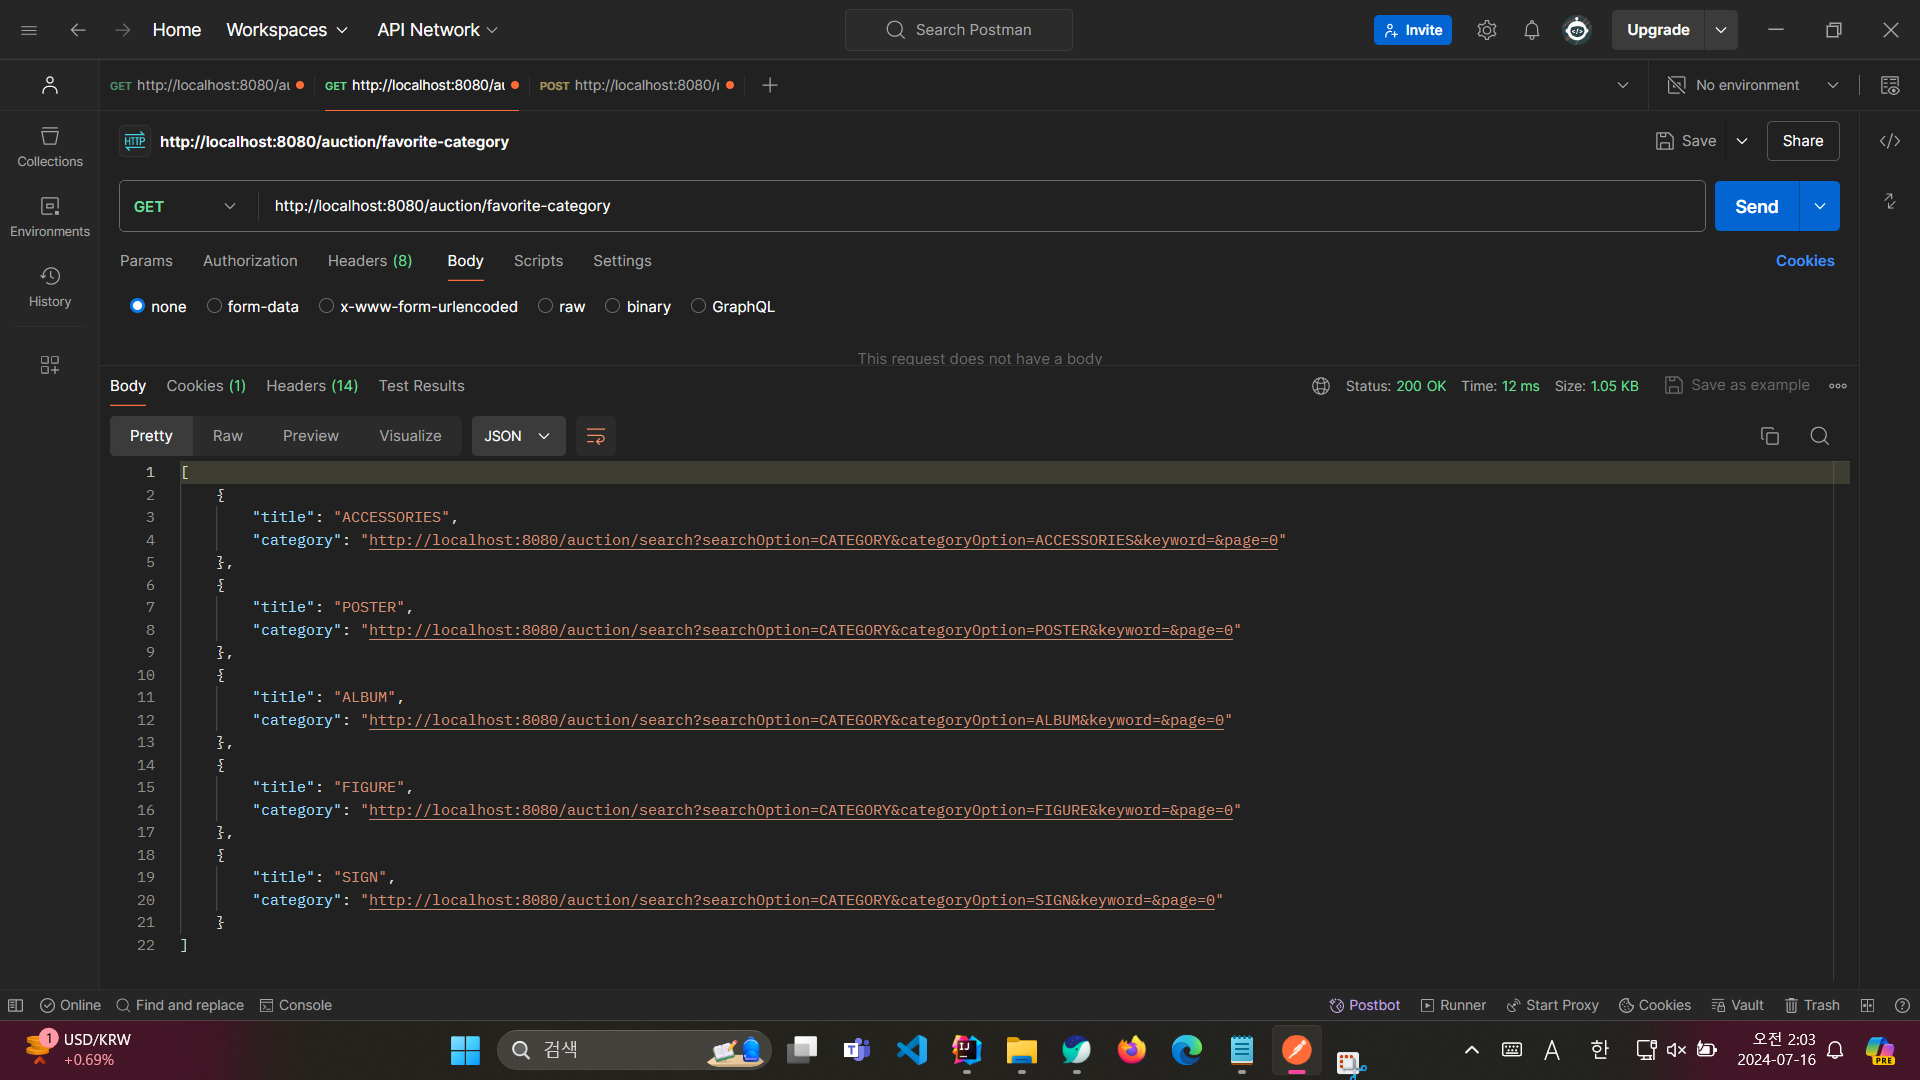 Home Workspaces API Network Search Postman Invite Upgrade
GET http://localhost:8080/au GET http://localhost:8080/au POST http://localhost:8080/ No environment
HTTP http://localhost:8080/auction/favorite-category Save Share
Collections
GET http://localhost:8080/auction/favorite-category Send
Environments
Params Authorization Headers (8) Body Scripts Settings Cookies
History
none form-data x-www-form-urlencoded raw binary GraphQL
This request does not have a body
Body Cookies (1) Headers (14) Test Results Status: 200 OK Time: 12 ms Size: 1.05 KB Save as example
Pretty Raw Preview Visualize JSON
1 [
2 {
3 "title": "ACCESSORIES",
4 "category": "http://localhost:8080/auction/search?searchOption=CATEGORY&categoryOption=ACCESSORIES&keyword=&page=0"
5 },
6 {
7 "title": "POSTER",
8 "category": "http://localhost:8080/auction/search?searchOption=CATEGORY&categoryOption=POSTER&keyword=&page=0"
9 },
10 {
11 "title": "ALBUM",
12 "category": "http://localhost:8080/auction/search?searchOption=CATEGORY&categoryOption=ALBUM&keyword=&page=0"
13 },
14 {
15 "title": "FIGURE",
16 "category": "http://localhost:8080/auction/search?searchOption=CATEGORY&categoryOption=FIGURE&keyword=&page=0"
17 },
18 {
19 "title": "SIGN",
20 "category": "http://localhost:8080/auction/search?searchOption=CATEGORY&categoryOption=SIGN&keyword=&page=0"
21 }
22 ]
Online Find and replace Console Postbot Runner Start Proxy Cookies Vault Trash
1 USD/KRW
+0.69%
검색
A 한
오전 2:03
2024-07-16
PRE